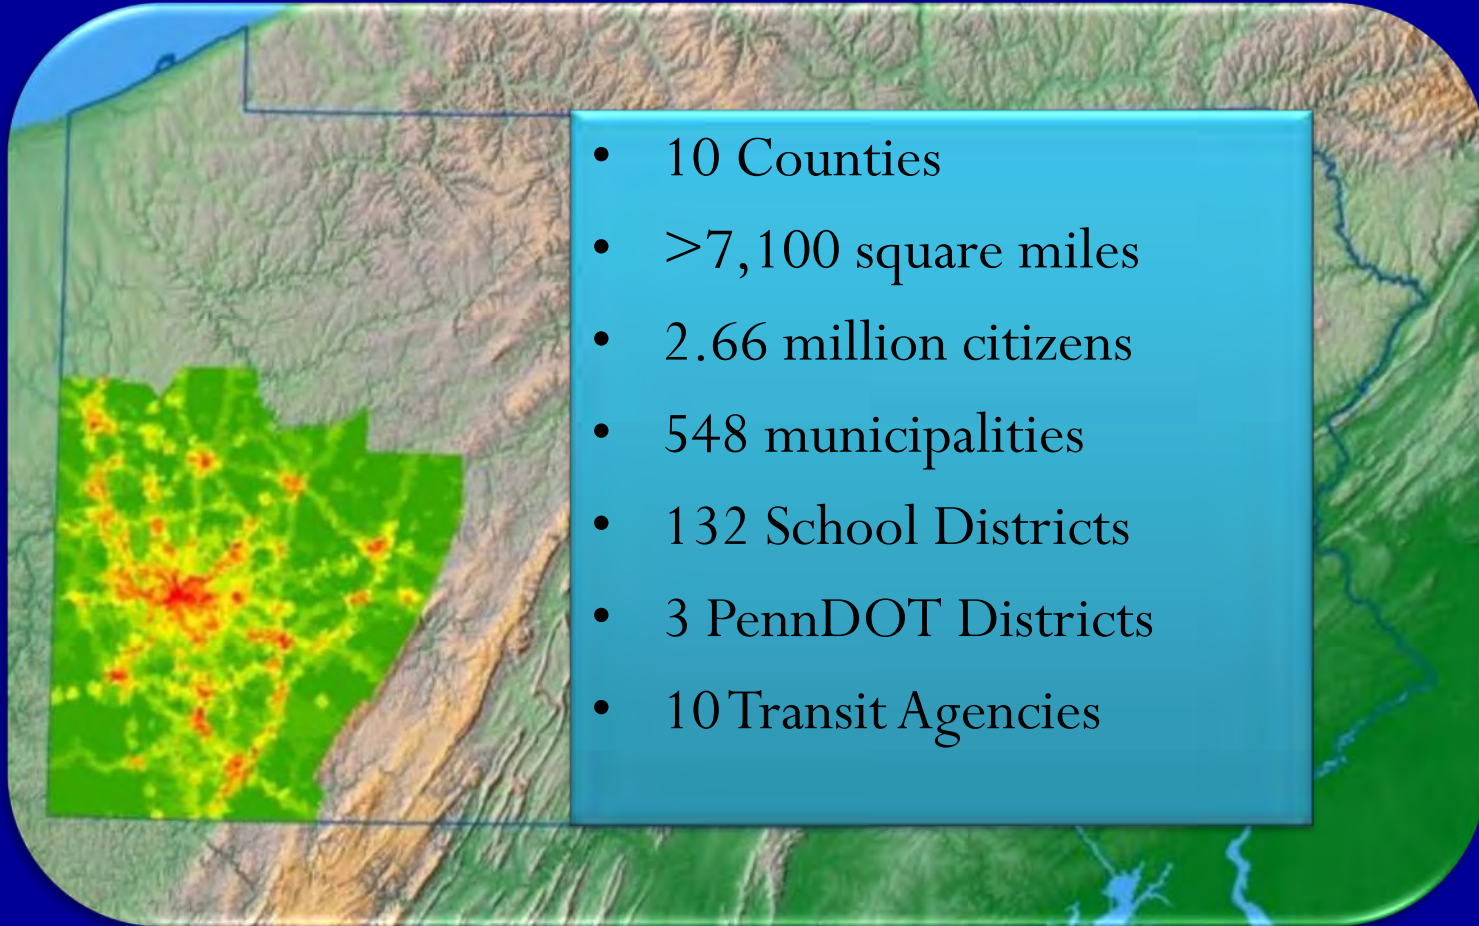 • 10 Counties
• >7,100 square miles
• 2.66 million citizens
• 548 municipalities
• 132 School Districts
• 3 PennDOT Districts
• 10 Transit Agencies